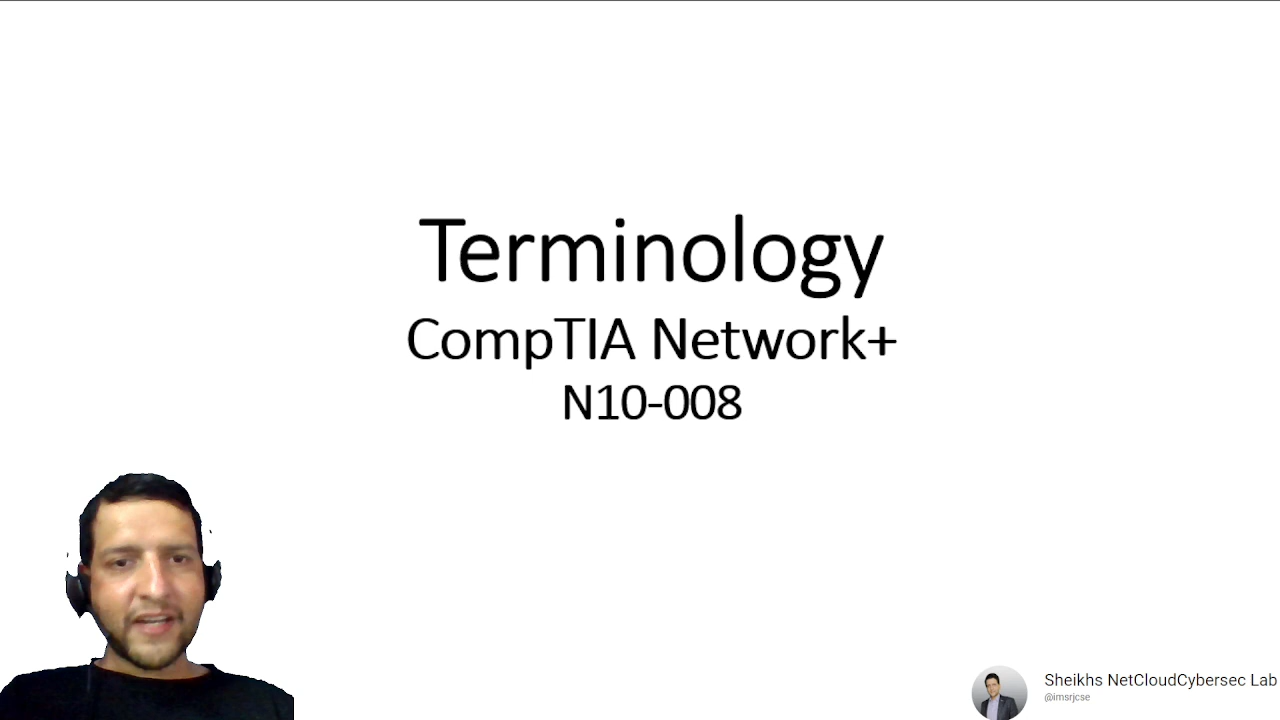 Terminology
CompTIA Network+
N10-008
Sheikhs NetCloudCybersec Lab
@imsrjcse